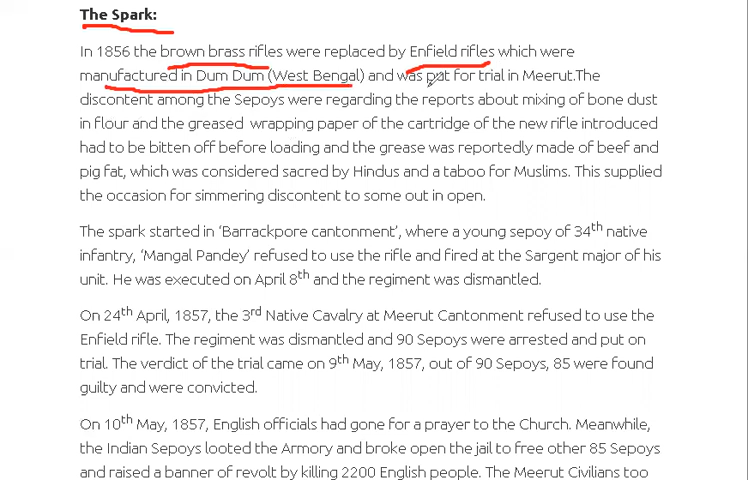 The Spark:
In 1856 the brown brass rifles were replaced by Enfield rifles which were
manufactured in Dum Dum (West Bengal) and was put for trial in Meerut.The
discontent among the Sepoys were regarding the reports about mixing of bone dust
in flour and the greased wrapping paper of the cartridge of the new rifle introduced
had to be bitten off before loading and the grease was reportedly made of beef and
pig fat, which was considered sacred by Hindus and a taboo for Muslims. This supplied
the occasion for simmering discontent to some out in open.
The spark started in ‘Barrackpore cantonment’, where a young sepoy of 34th native
infantry, ‘Mangal Pandey’ refused to use the rifle and fired at the Sargent major of his
unit. He was executed on April 8th and the regiment was dismantled.
On 24th April, 1857, the 3rd Native Cavalry at Meerut Cantonment refused to use the
Enfield rifle. The regiment was dismantled and 90 Sepoys were arrested and put on
trial. The verdict of the trial came on 9th May, 1857, out of 90 Sepoys, 85 were found
guilty and were convicted.
On 10th May, 1857, English officials had gone for a prayer to the Church. Meanwhile,
the Indian Sepoys looted the Armory and broke open the jail to free other 85 Sepoys
and raised a banner of revolt by killing 2200 English people. The Meerut Civilians too